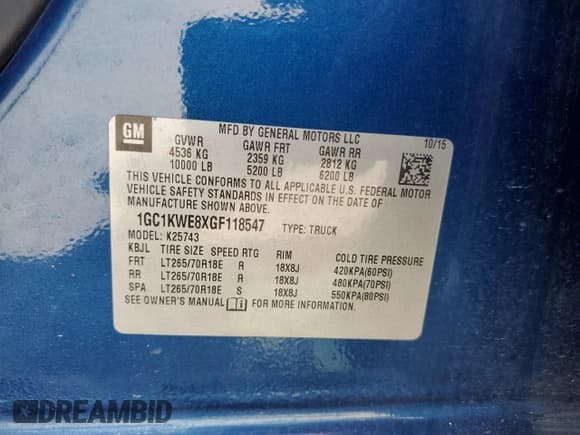 GM
MFD BY GENERAL MOTORS LLC
10/15
GVWR GAWR FRT GAWR RR
4536 KG 2359 KG 2812 KG
10000 LB 5200 LB 6200 LB
THIS VEHICLE CONFORMS TO ALL APPLICABLE U.S. FEDERAL MOTOR
VEHICLE SAFETY STANDARDS IN EFFECT ON THE DATE OF
MANUFACTURE SHOWN ABOVE.
1GC1KWE8XGF118547 TYPE: TRUCK
MODEL: K25743
KBJL TIRE SIZE SPEED RTG RIM COLD TIRE PRESSURE
FRT LT265/70R18E R 18X8J 420KPA(60PSI)
RR LT265/70R18E R 18X8J 480KPA(70PSI)
SPA LT265/70R18E S 18X8J 550KPA(80PSI)
SEE OWNER'S MANUAL FOR MORE INFORMATION.
DREAMBID